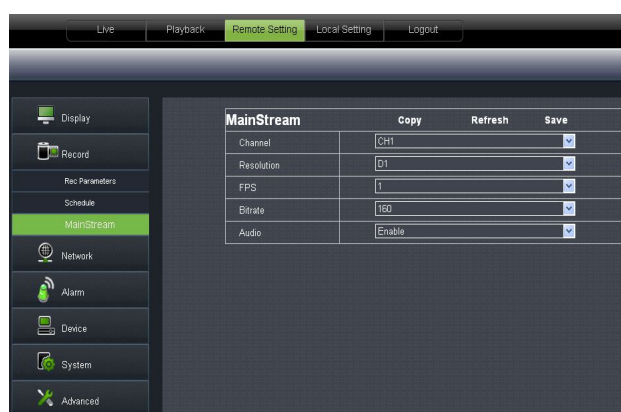 Live Playback Remote Setting Local Setting Logout
Display
Record
Rec Parameters
Schedule
MainStream
Network
Alarm
Device
System
Advanced
MainStream Copy Refresh Save
Channel CH1
Resolution D1
FPS 1
Bitrate 160
Audio Enable